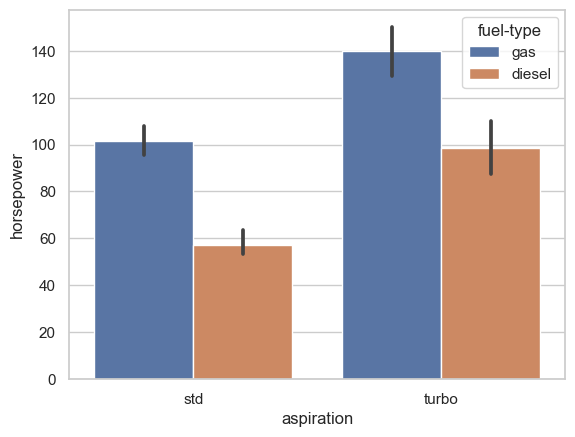 fuel-type
gas
diesel
horsepower
140
120
100
80
60
40
20
0
std
turbo
aspiration